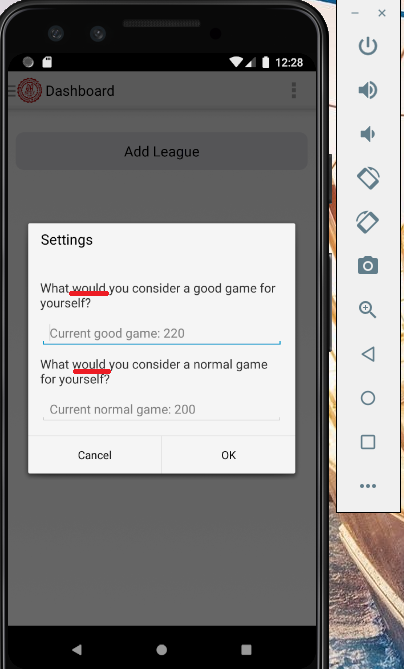 12:28
Dashboard
Add League
Settings
What would you consider a good game for
yourself?
Current good game: 220
What would you consider a normal game
for yourself?
Current normal game: 200
Cancel
OK